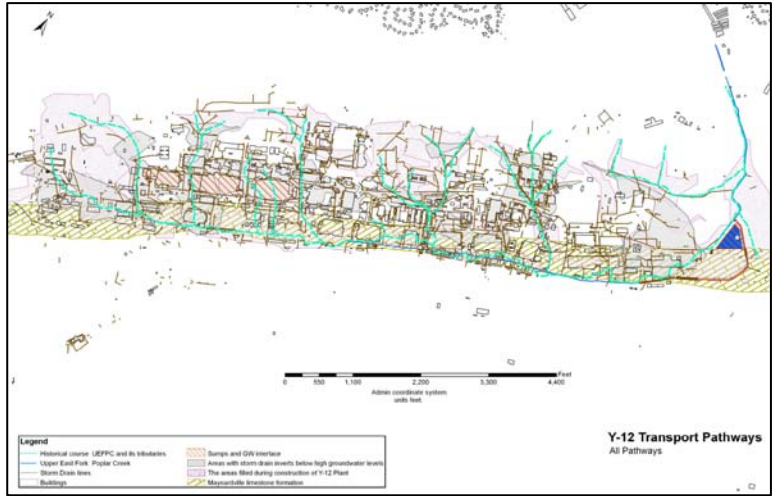 N
Feet
0 550 1,100 2,200 3,300 4,400
Admin coordinate system
units feet.
Y-12 Transport Pathways
All Pathways
Legend
Historical course UEFPC and its tributaries
Upper East Fork Poplar Creek
Storm Drain lines
Buildings
Sumps and GW interface
Areas with storm drain inverts below high groundwater levels
The areas filled during construction of Y-12 Plant
Maynardville limestone formation